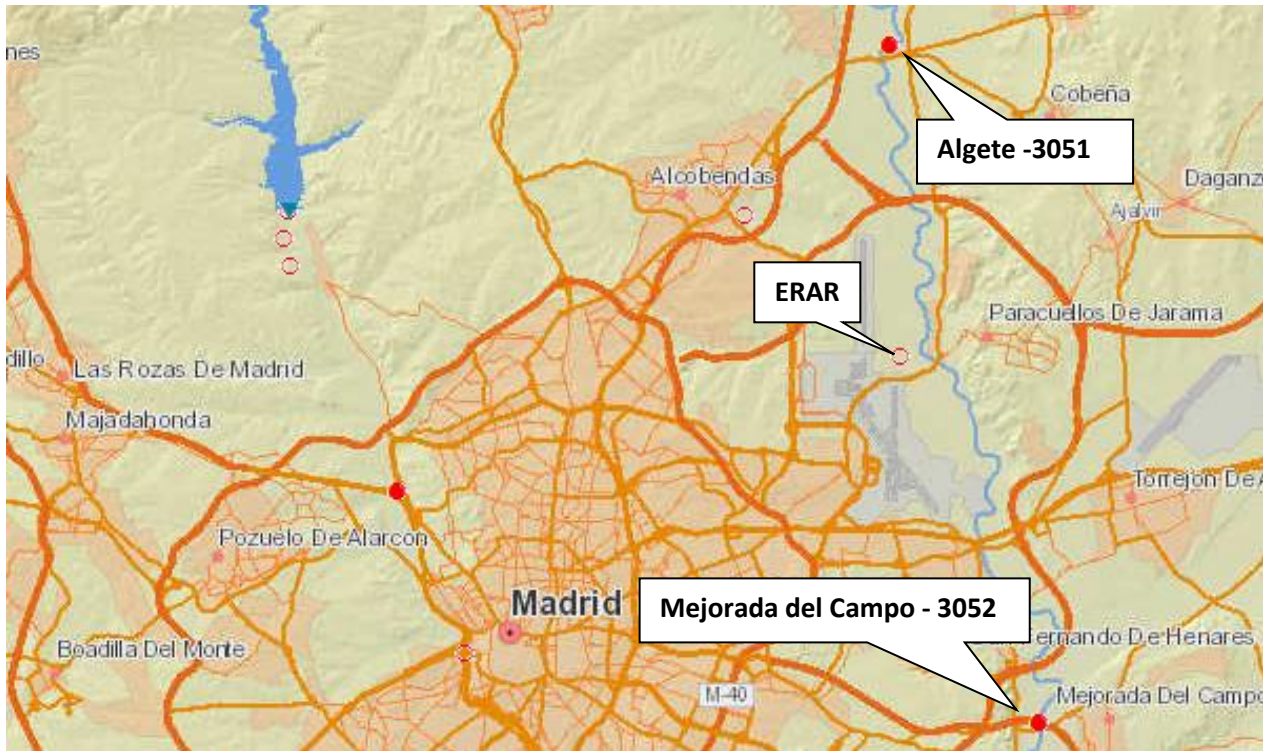 nes
Cobeña
Algete -3051
Alcobendas
Daganz
Ajalvir
ERAR
Paracuellos De Jarama
dillo
Las Rozas De Madrid
Majadahonda
Torrejon De A
Pozuelo De Alarcon
Madrid
Mejorada del Campo - 3052
Fernando De Henares
Boadilla Del Monte
M-40
Mejorada Del Campo